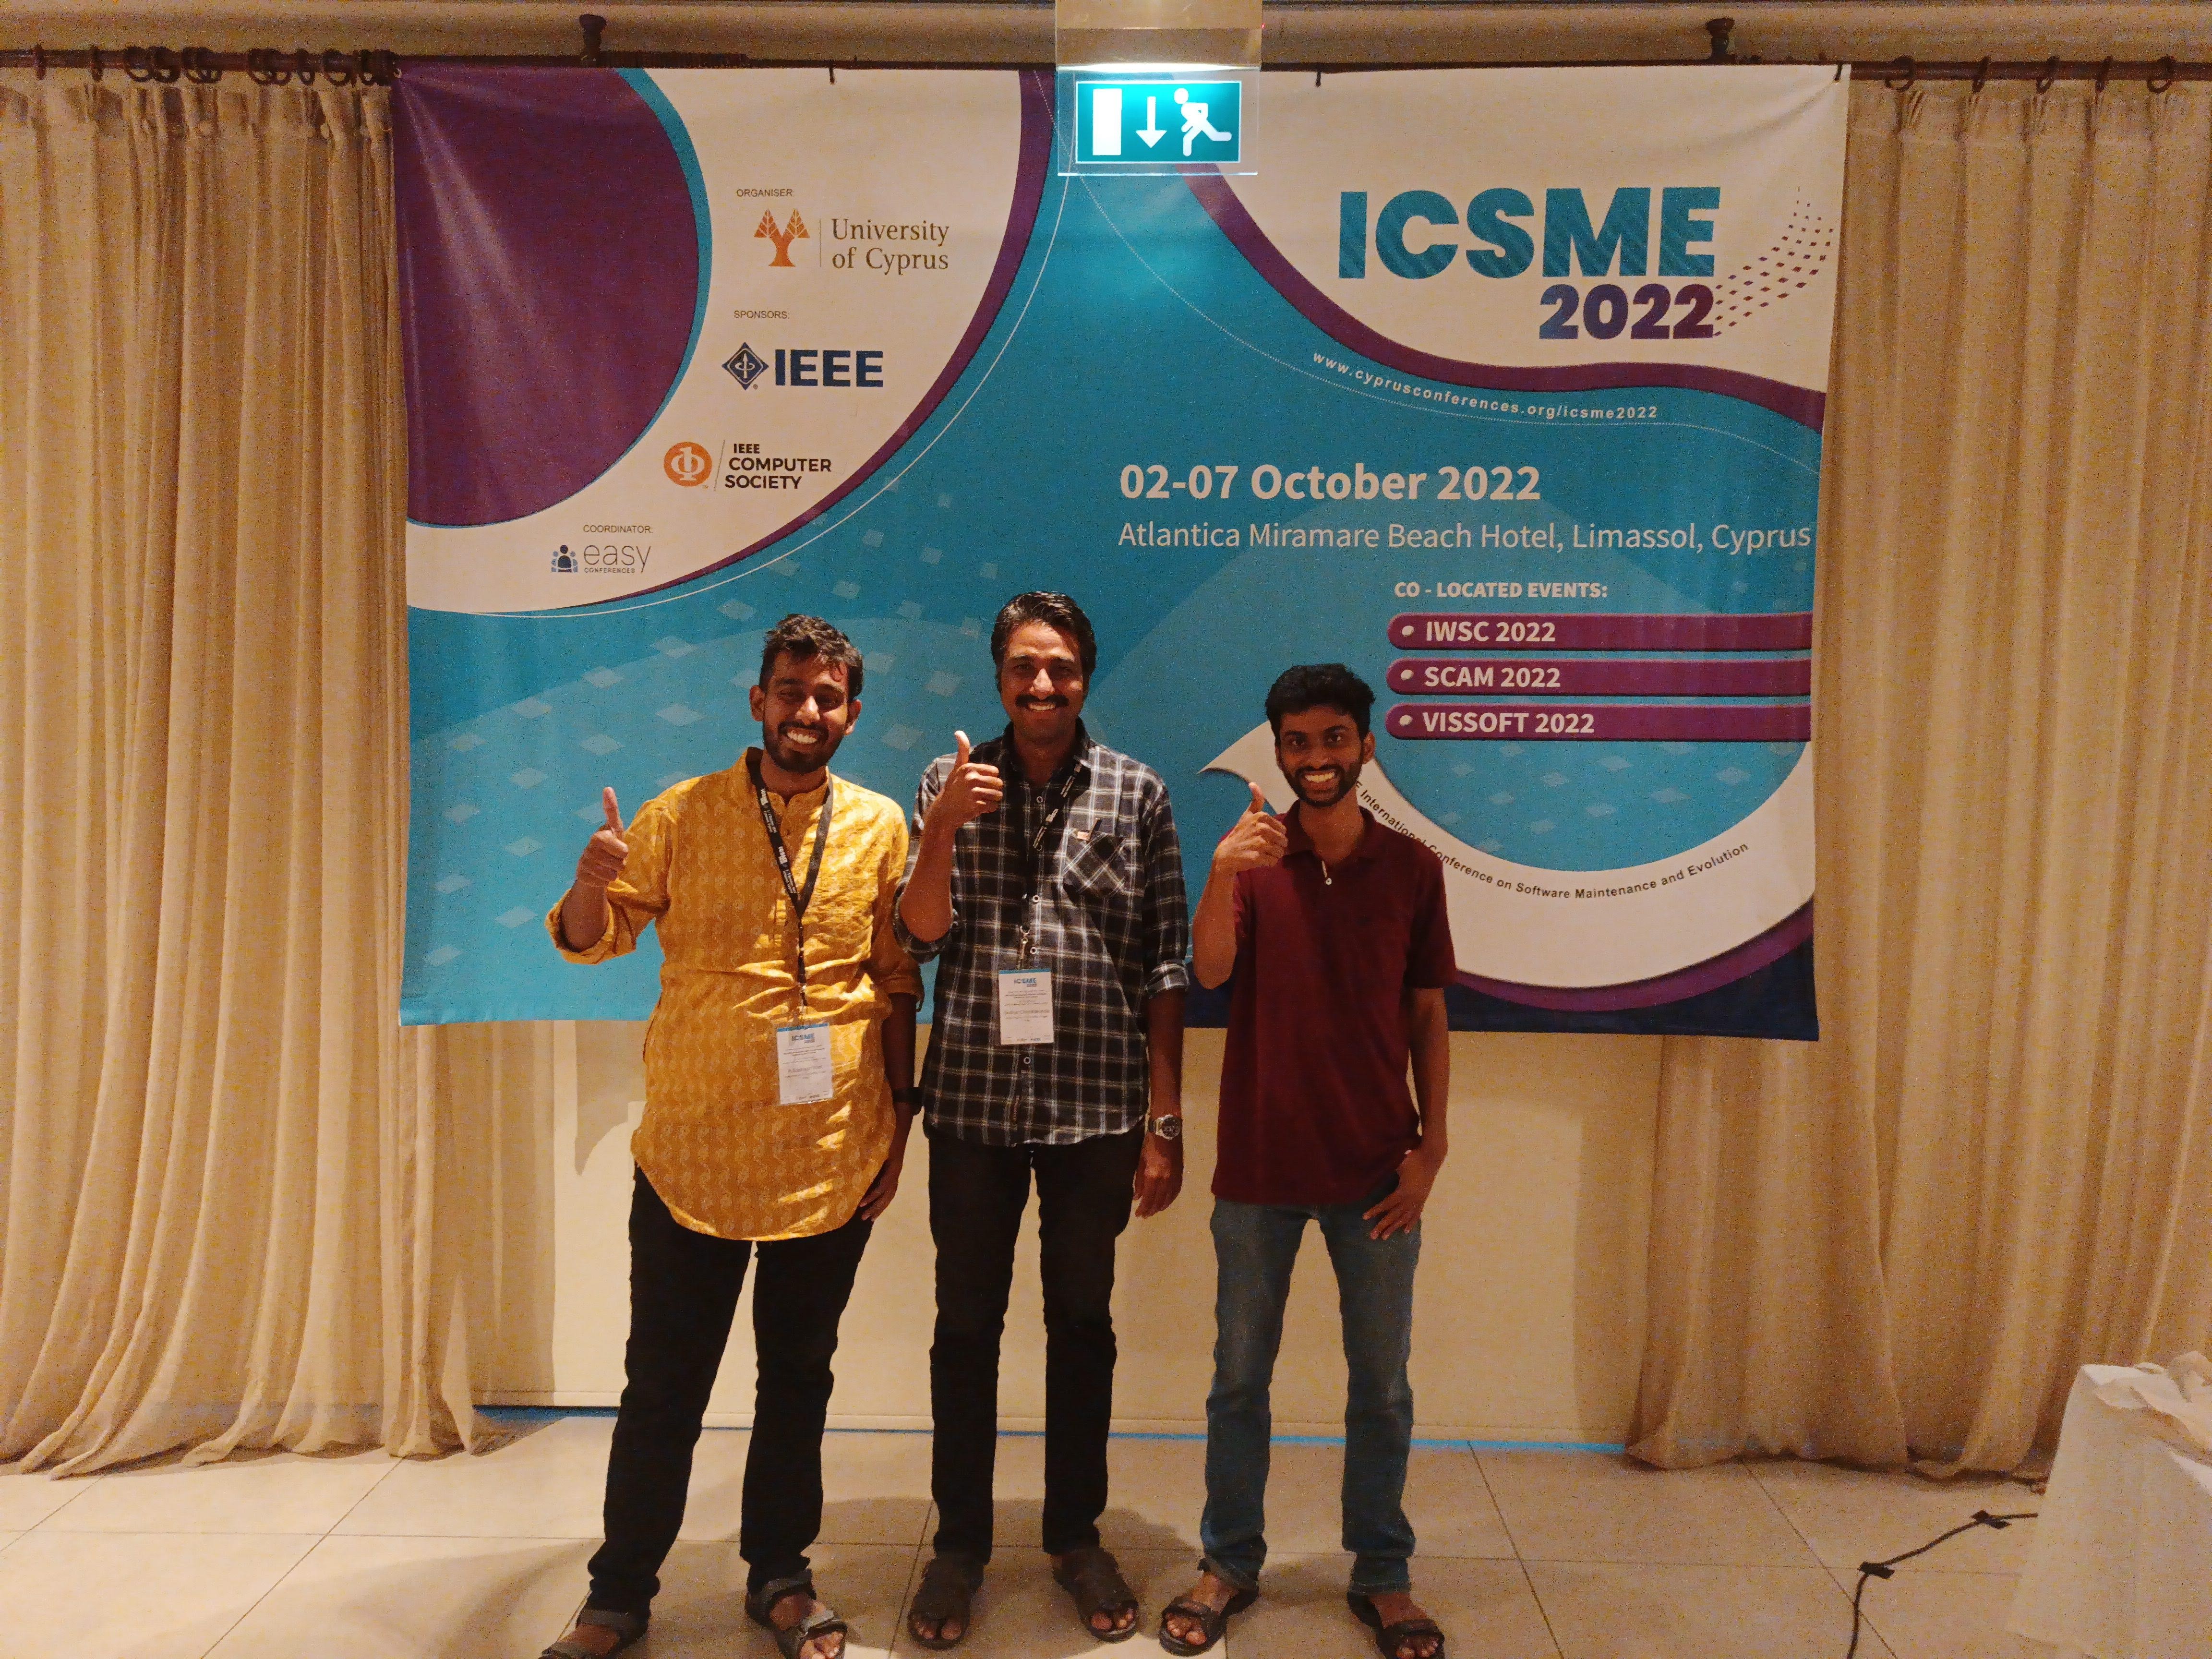 ORGANISER:
University
of Cyprus
SPONSORS:
IEEE
IEEE
COMPUTER
SOCIETY
COORDINATOR:
easy
CONFERENCES
ICSME
2022
www.cyprusconferences.org/icsme2022
02-07 October 2022
Atlantica Miramare Beach Hotel, Limassol, Cyprus
CO - LOCATED EVENTS:
• IWSC 2022
• SCAM 2022
• VISSOFT 2022
International Conference on Software Maintenance and Evolution
ICSME
ICSME